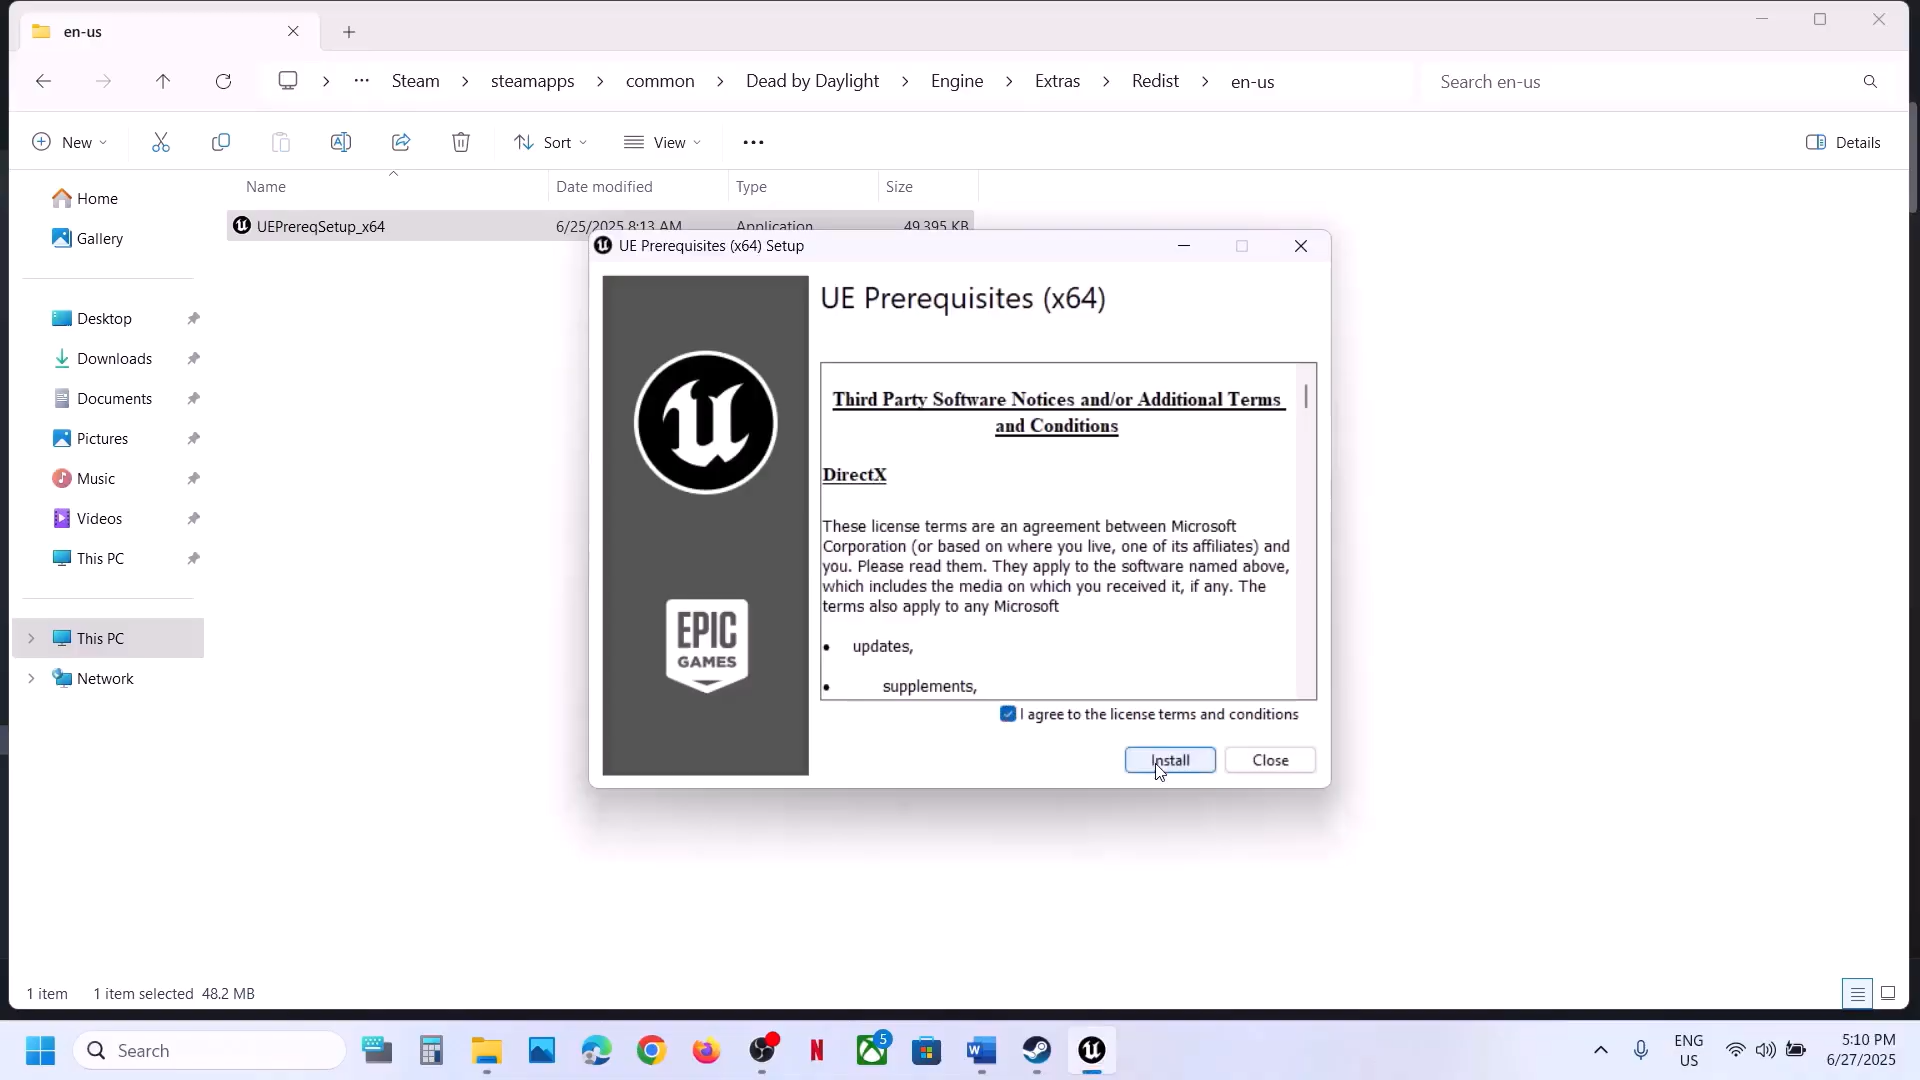 en-us
Steam
steamapps
common
Dead by Daylight
Engine
Extras
Redist
en-us
Search en-us
New
Sort
View
Details
Name
Date modified
Type
Size
Home
Gallery
Desktop
Downloads
Documents
Pictures
Music
Videos
This PC
This PC
Network
UEPrereqSetup_x64
6/25/2025 8:13 AM
Application
49,395 KB
UE Prerequisites (x64) Setup
UE Prerequisites (x64)
EPIC
GAMES
Third Party Software Notices and/or Additional Terms
and Conditions
DirectX
These license terms are an agreement between Microsoft
Corporation (or based on where you live, one of its affiliates) and
you. Please read them. They apply to the software named above,
which includes the media on which you received it, if any. The
terms also apply to any Microsoft
• updates,
• supplements,
I agree to the license terms and conditions
Install
Close
1 item
1 item selected 48.2 MB
Search
5
ENG
US
5:10 PM
6/27/2025